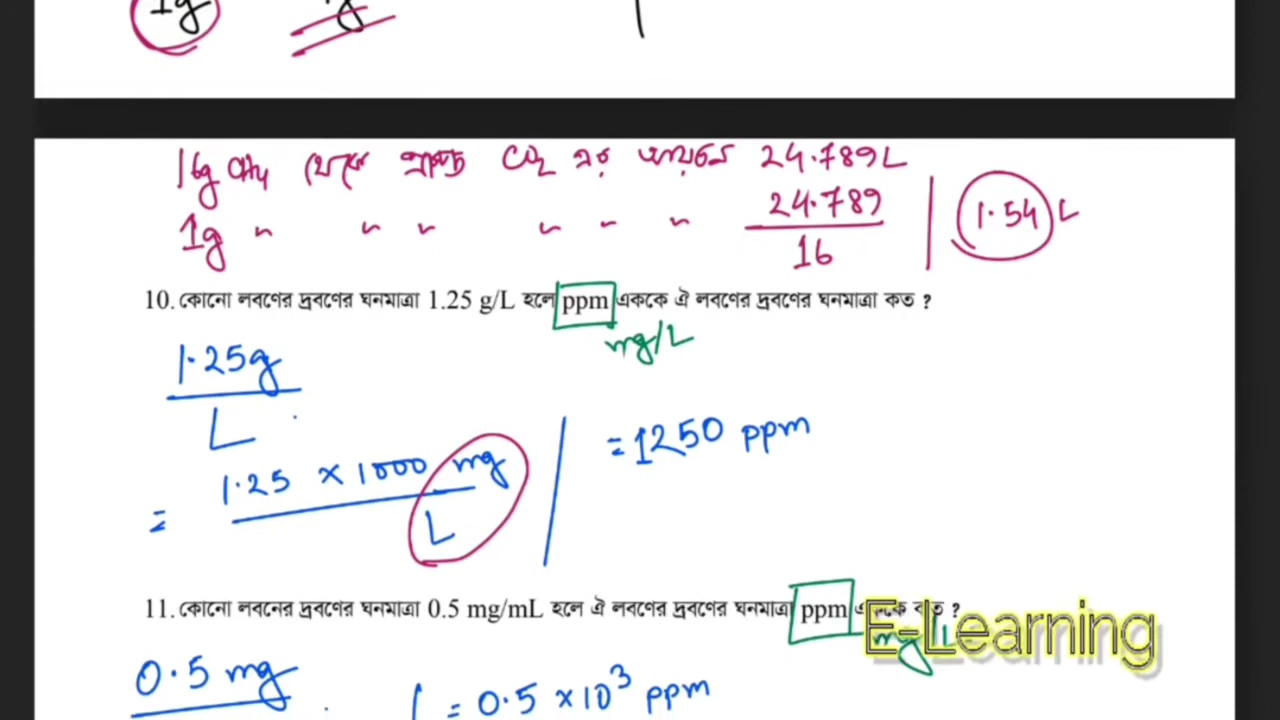 1g
16g CH4 থেকে প্রাপ্ত CO2 এর আয়তন 24.789L
1g " " " " " " 24.789/16 | 1.54 L
10. কোনো লবণের দ্রবণের ঘনমাত্রা 1.25 g/L হলে ppm এককে ঐ লবণের দ্রবণের ঘনমাত্রা কত ?
mg/L
1.25g
L
= 1.25 × 1000 mg
L
= 1250 ppm
11. কোনো লবনের দ্রবণের ঘনমাত্রা 0.5 mg/mL হলে ঐ লবণের দ্রবণের ঘনমাত্রা ppm এককে কত ?
mg/L
E-Learning
0.5 mg
= 0.5 × 10³ ppm